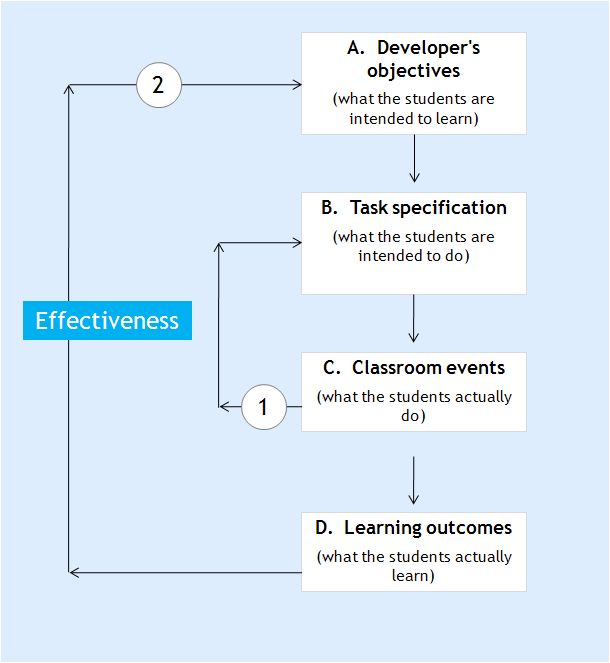 2
A. Developer's
objectives
(what the students are
intended to learn)
B. Task specification
(what the students are
intended to do)
Effectiveness
C. Classroom events
(what the students actually
do)
1
D. Learning outcomes
(what the students actually
learn)